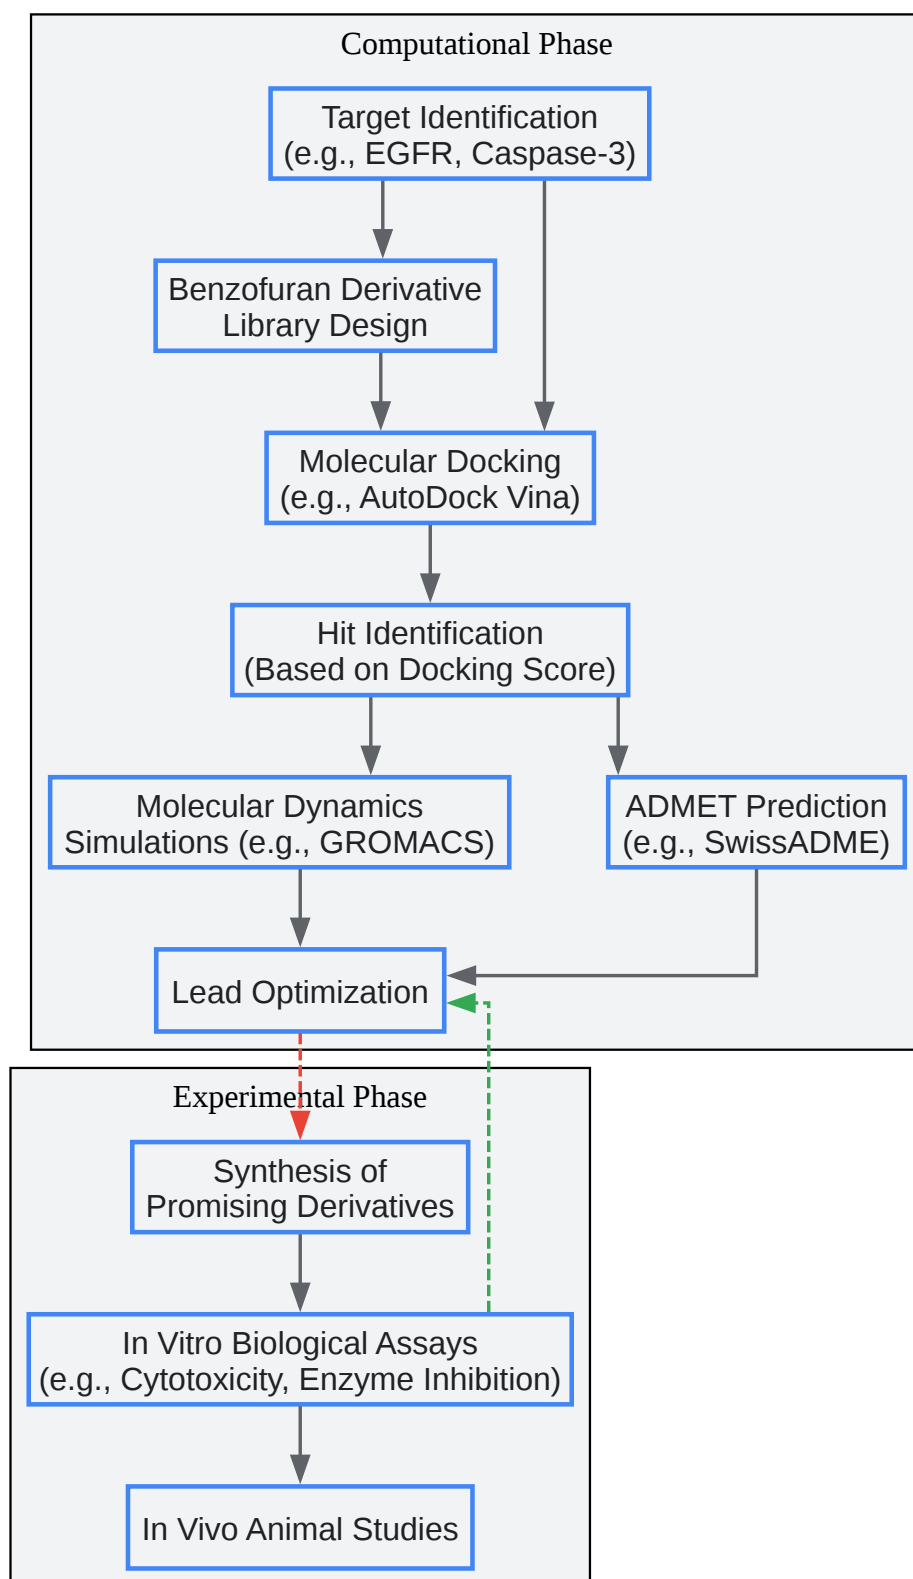 Computational Phase
Target Identification
(e.g., EGFR, Caspase-3)
Benzofuran Derivative
Library Design
Molecular Docking
(e.g., AutoDock Vina)
Hit Identification
(Based on Docking Score)
Molecular Dynamics
Simulations (e.g., GROMACS)
ADMET Prediction
(e.g., SwissADME)
Lead Optimization
Experimental Phase
Synthesis of
Promising Derivatives
In Vitro Biological Assays
(e.g., Cytotoxicity, Enzyme Inhibition)
In Vivo Animal Studies